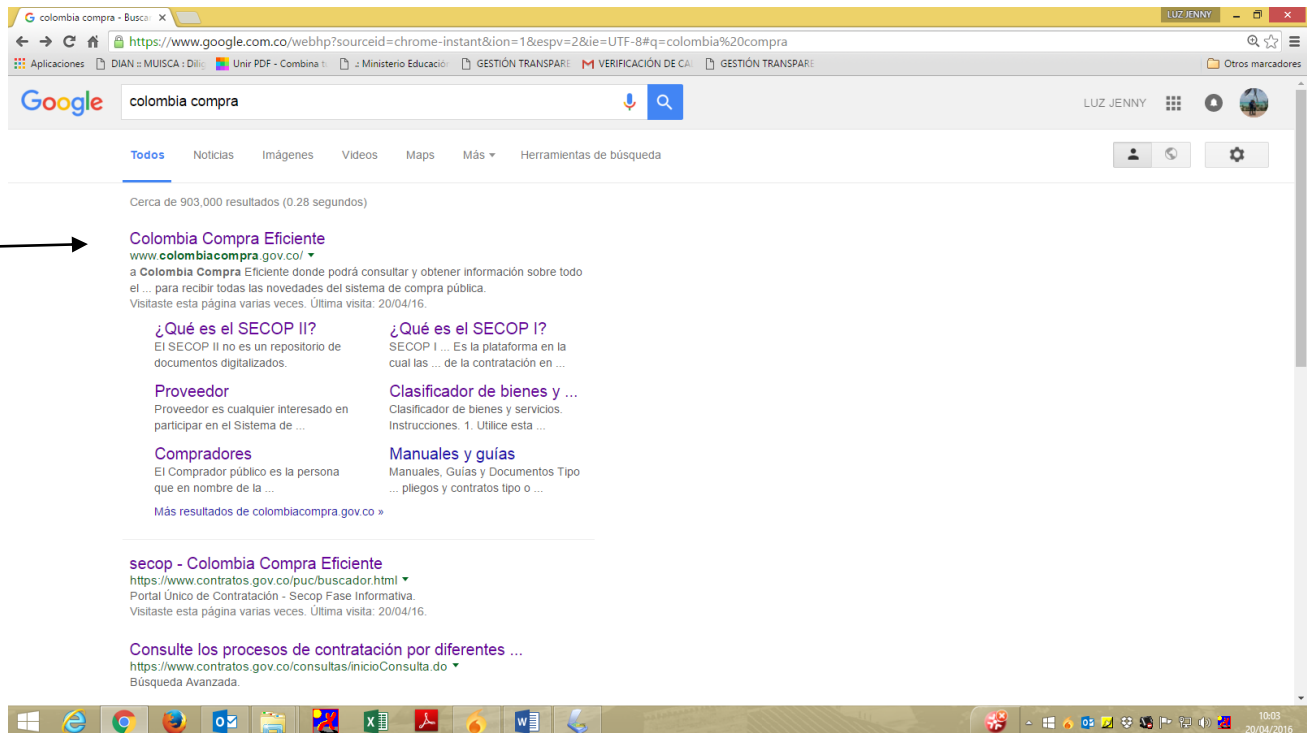 colombia compra - Busca
LUZ JENNY
https://www.google.com.co/webhp?sourceid=chrome-instant&ion=1&espv=2&ie=UTF-8#q=colombia%20compra
Aplicaciones DIAN :: MUISCA : Dilig Unir PDF - Combina t .: Ministerio Educación GESTIÓN TRANSPARE VERIFICACIÓN DE CA GESTIÓN TRANSPARE Otros marcadores
Google colombia compra LUZ JENNY
Todos Noticias Imágenes Videos Maps Más Herramientas de búsqueda
Cerca de 903,000 resultados (0.28 segundos)
Colombia Compra Eficiente
www.colombiacompra.gov.co/
a Colombia Compra Eficiente donde podrá consultar y obtener información sobre todo
el ... para recibir todas las novedades del sistema de compra pública.
Visitaste esta página varias veces. Última visita: 20/04/16.
¿Qué es el SECOP II? ¿Qué es el SECOP I?
El SECOP II no es un repositorio de SECOP I ... Es la plataforma en la
documentos digitalizados. cual las ... de la contratación en ...
Proveedor Clasificador de bienes y ...
Proveedor es cualquier interesado en Clasificador de bienes y servicios.
participar en el Sistema de ... Instrucciones. 1. Utilice esta ...
Compradores Manuales y guías
El Comprador público es la persona Manuales, Guías y Documentos Tipo
que en nombre de la ... ... pliegos y contratos tipo o ...
Más resultados de colombiacompra.gov.co »
secop - Colombia Compra Eficiente
https://www.contratos.gov.co/puc/buscador.html
Portal Único de Contratación - Secop Fase Informativa.
Visitaste esta página varias veces. Última visita: 20/04/16.
Consulte los procesos de contratación por diferentes ...
https://www.contratos.gov.co/consultas/inicioConsulta.do
Búsqueda Avanzada.
10:03
20/04/2016